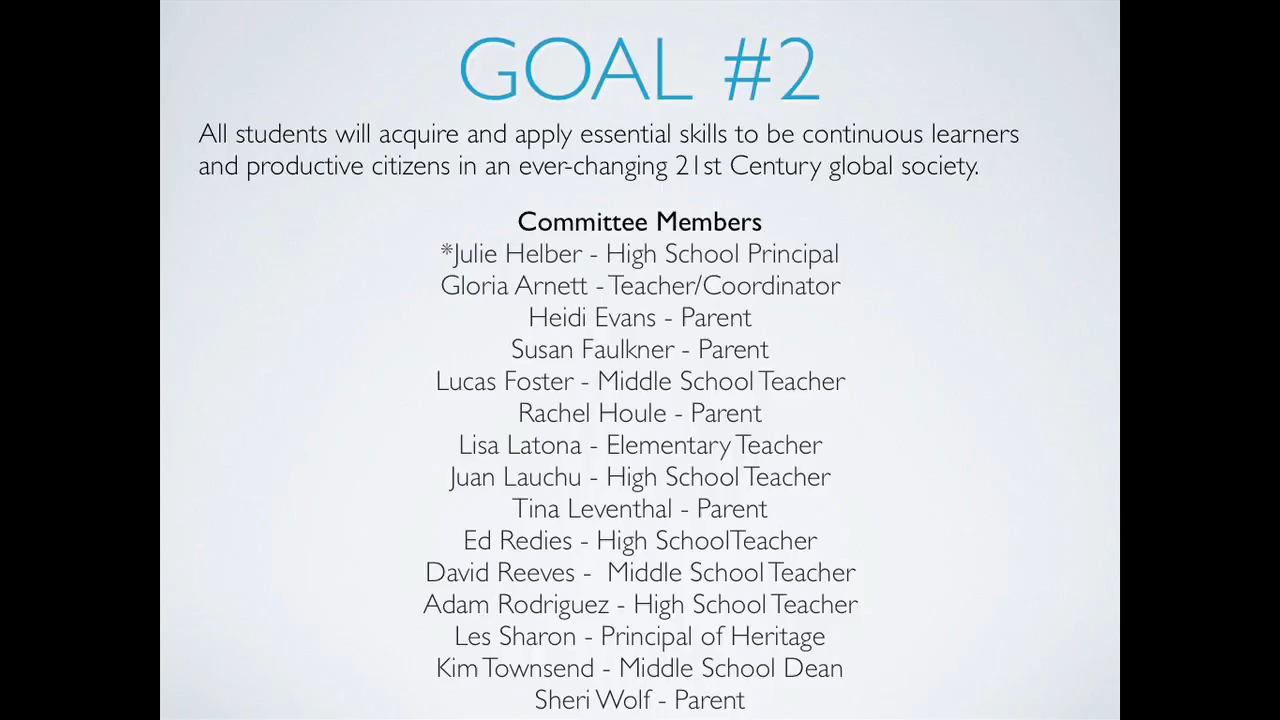 GOAL #2
All students will acquire and apply essential skills to be continuous learners
and productive citizens in an ever-changing 21st Century global society.
Committee Members
*Julie Helber - High School Principal
Gloria Arnett - Teacher/Coordinator
Heidi Evans - Parent
Susan Faulkner - Parent
Lucas Foster - Middle School Teacher
Rachel Houle - Parent
Lisa Latona - Elementary Teacher
Juan Lauchu - High School Teacher
Tina Leventhal - Parent
Ed Redies - High SchoolTeacher
David Reeves -  Middle School Teacher
Adam Rodriguez - High School Teacher
Les Sharon - Principal of Heritage
Kim Townsend - Middle School Dean
Sheri Wolf - Parent